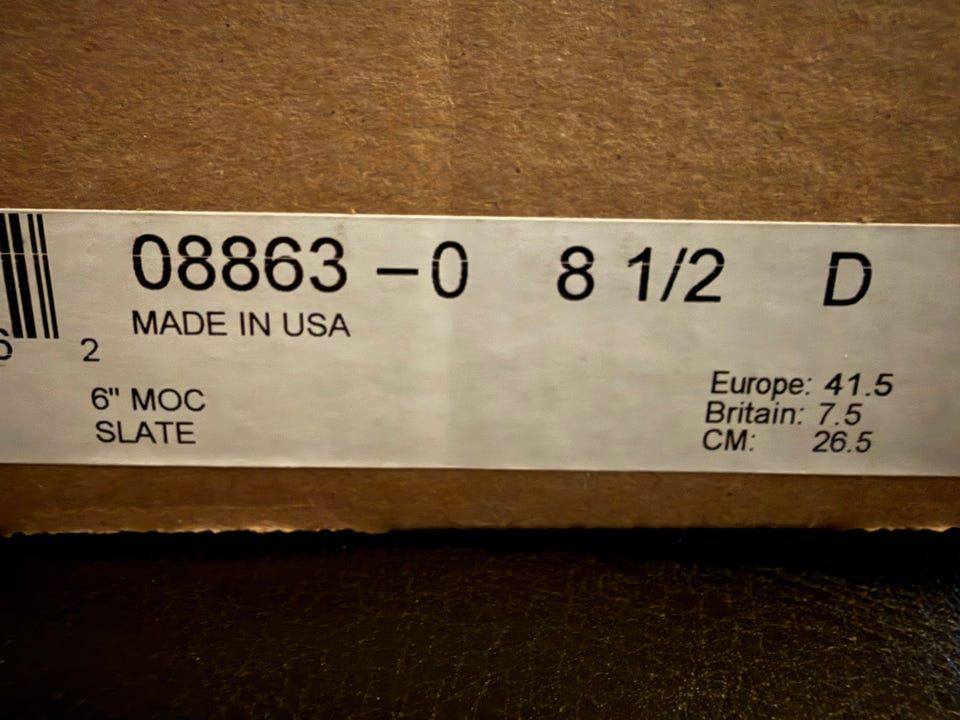 08863 -0 8 1/2 D
MADE IN USA
6 2
6" MOC
SLATE
Europe: 41.5
Britain: 7.5
CM: 26.5